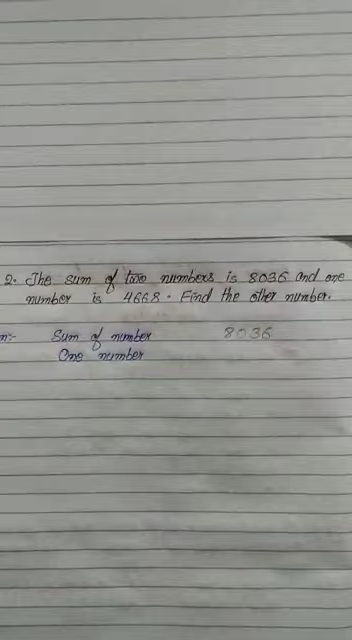 2. The sum of two numbers is 8036 and one
number is 4668. Find the other number.
n:- Sum of number 8036
One number